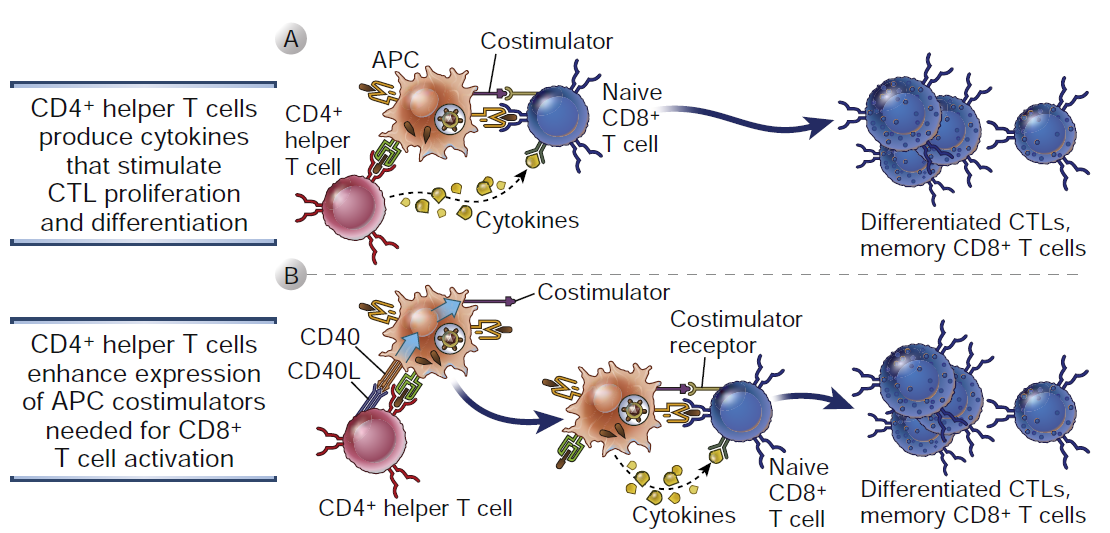 A
Costimulator
APC
CD4+ helper T cells
produce cytokines
that stimulate
CTL proliferation
and differentiation
CD4+
helper
T cell
Naive
CD8+
T cell
Cytokines
Differentiated CTLs,
memory CD8+ T cells
B
Costimulator
CD4+ helper T cells
enhance expression
of APC costimulators
needed for CD8+
T cell activation
CD40
CD40L
Costimulator
receptor
CD4+ helper T cell
Cytokines
Naive
CD8+
T cell
Differentiated CTLs,
memory CD8+ T cells